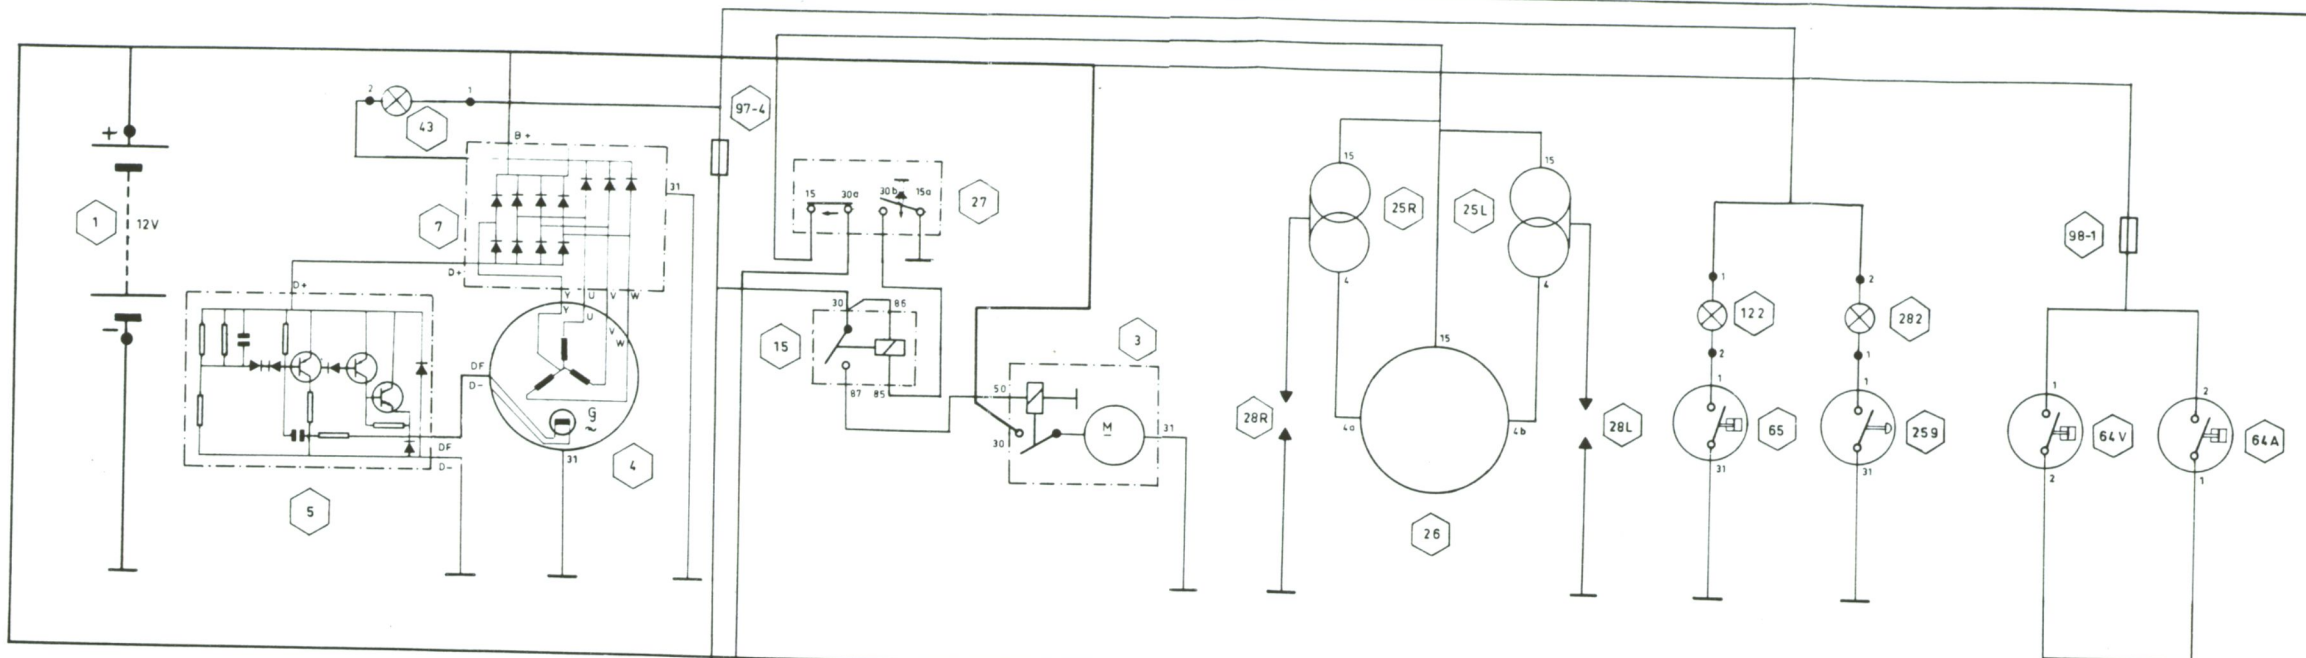 2
1
43
97-4
+
B+
1
12V
7
31
D+
-
D+
Y U V W
Y
U
V
W
DF
D-
G
~
31
4
DF
D-
5
15 30a 30b 15a
27
30 86
15
87 85
3
50
30
M
31
15
15
25R
25L
4
4
15
28R
4a
4b
28L
26
1
2
122
282
2
1
1
1
65
259
31
31
98-1
1
2
64V
64A
2
1